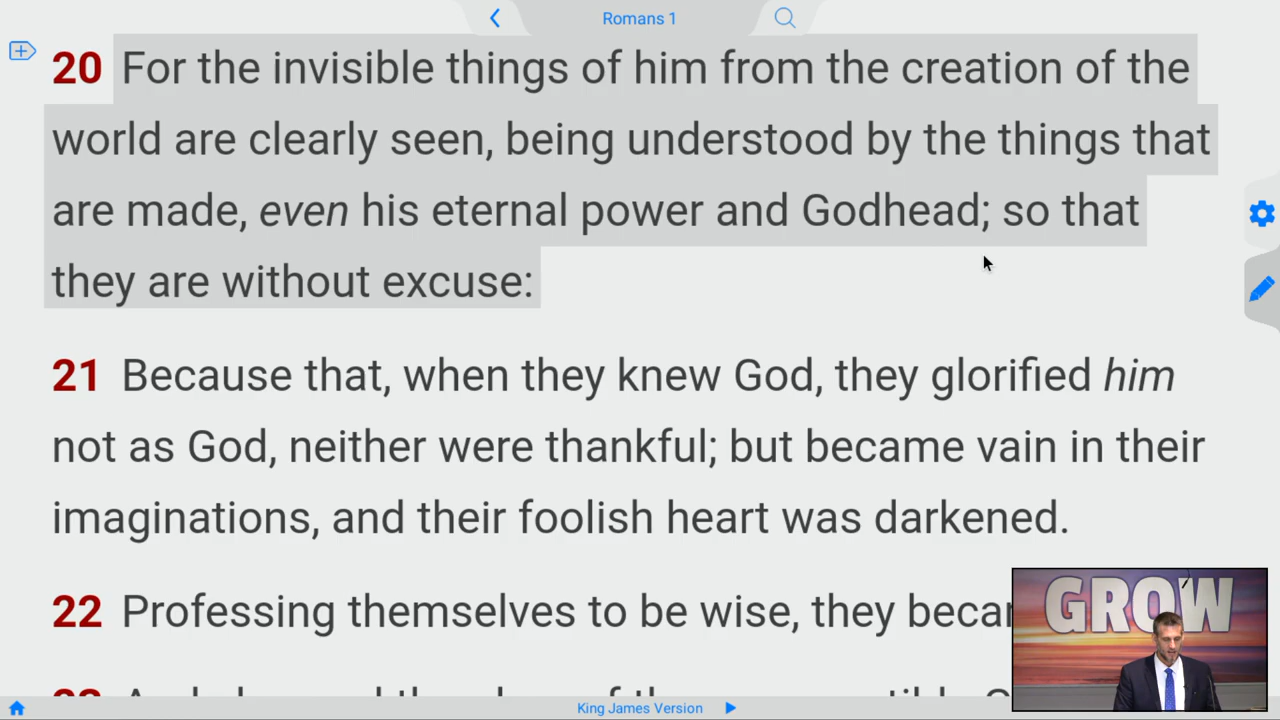 Romans 1
20 For the invisible things of him from the creation of the
world are clearly seen, being understood by the things that
are made, even his eternal power and Godhead; so that
they are without excuse:
21 Because that, when they knew God, they glorified him
not as God, neither were thankful; but became vain in their
imaginations, and their foolish heart was darkened.
22 Professing themselves to be wise, they
GROW
King James Version